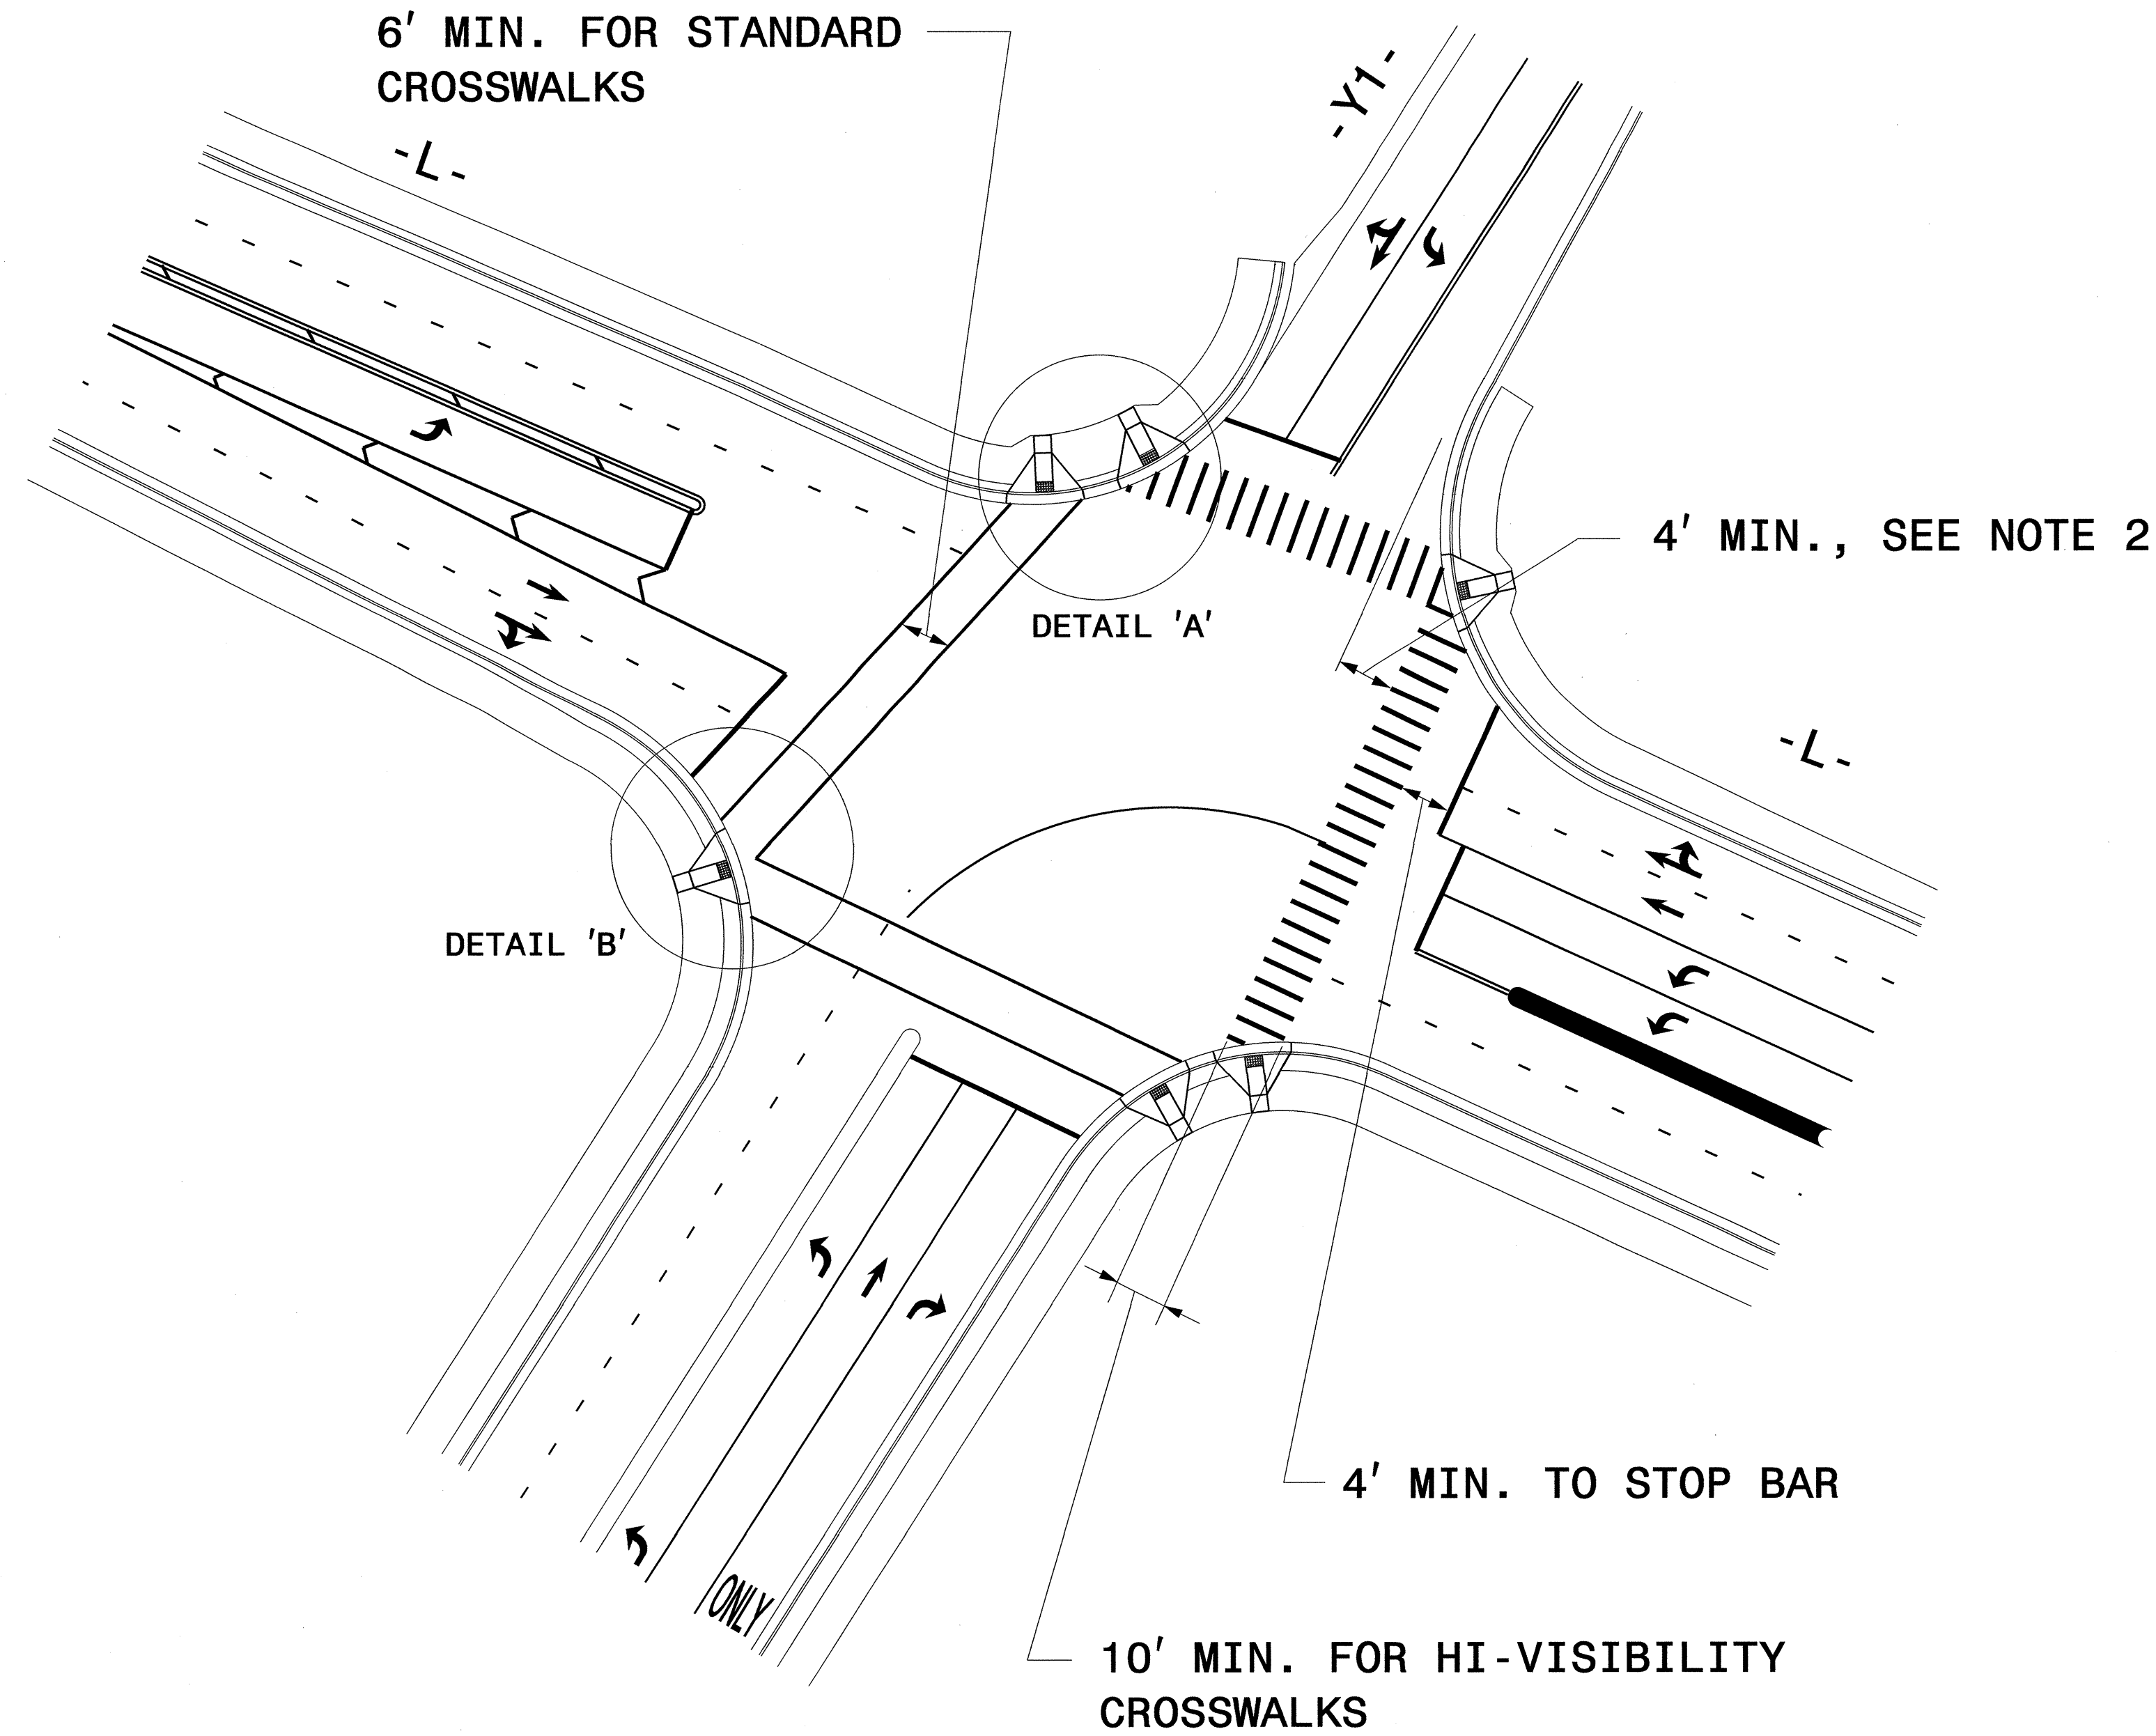 6' MIN. FOR STANDARD
CROSSWALKS
-L-
-Y1-
4' MIN., SEE NOTE 2
DETAIL 'A'
-L-
DETAIL 'B'
4' MIN. TO STOP BAR
ONLY
10' MIN. FOR HI-VISIBILITY
CROSSWALKS